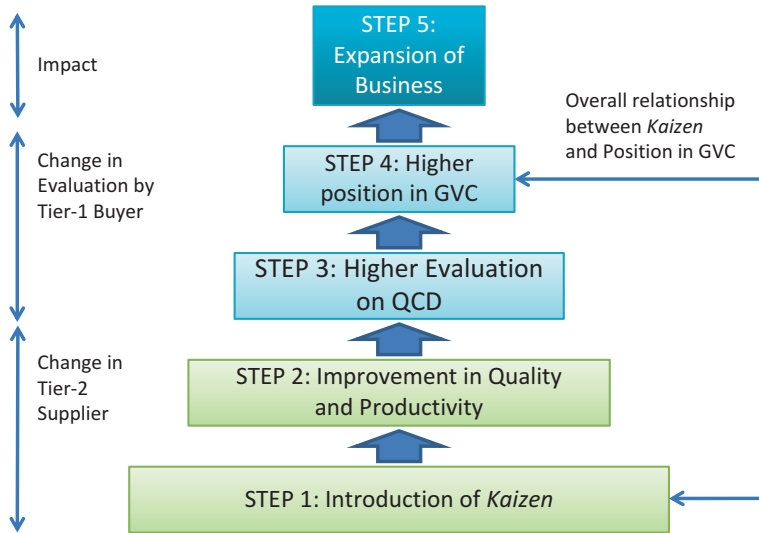 STEP 5:
Expansion of
Business
Impact
Overall relationship
between Kaizen
and Position in GVC
Change in
Evaluation by
Tier-1 Buyer
STEP 4: Higher
position in GVC
STEP 3: Higher Evaluation
on QCD
Change in
Tier-2
Supplier
STEP 2: Improvement in Quality
and Productivity
STEP 1: Introduction of Kaizen